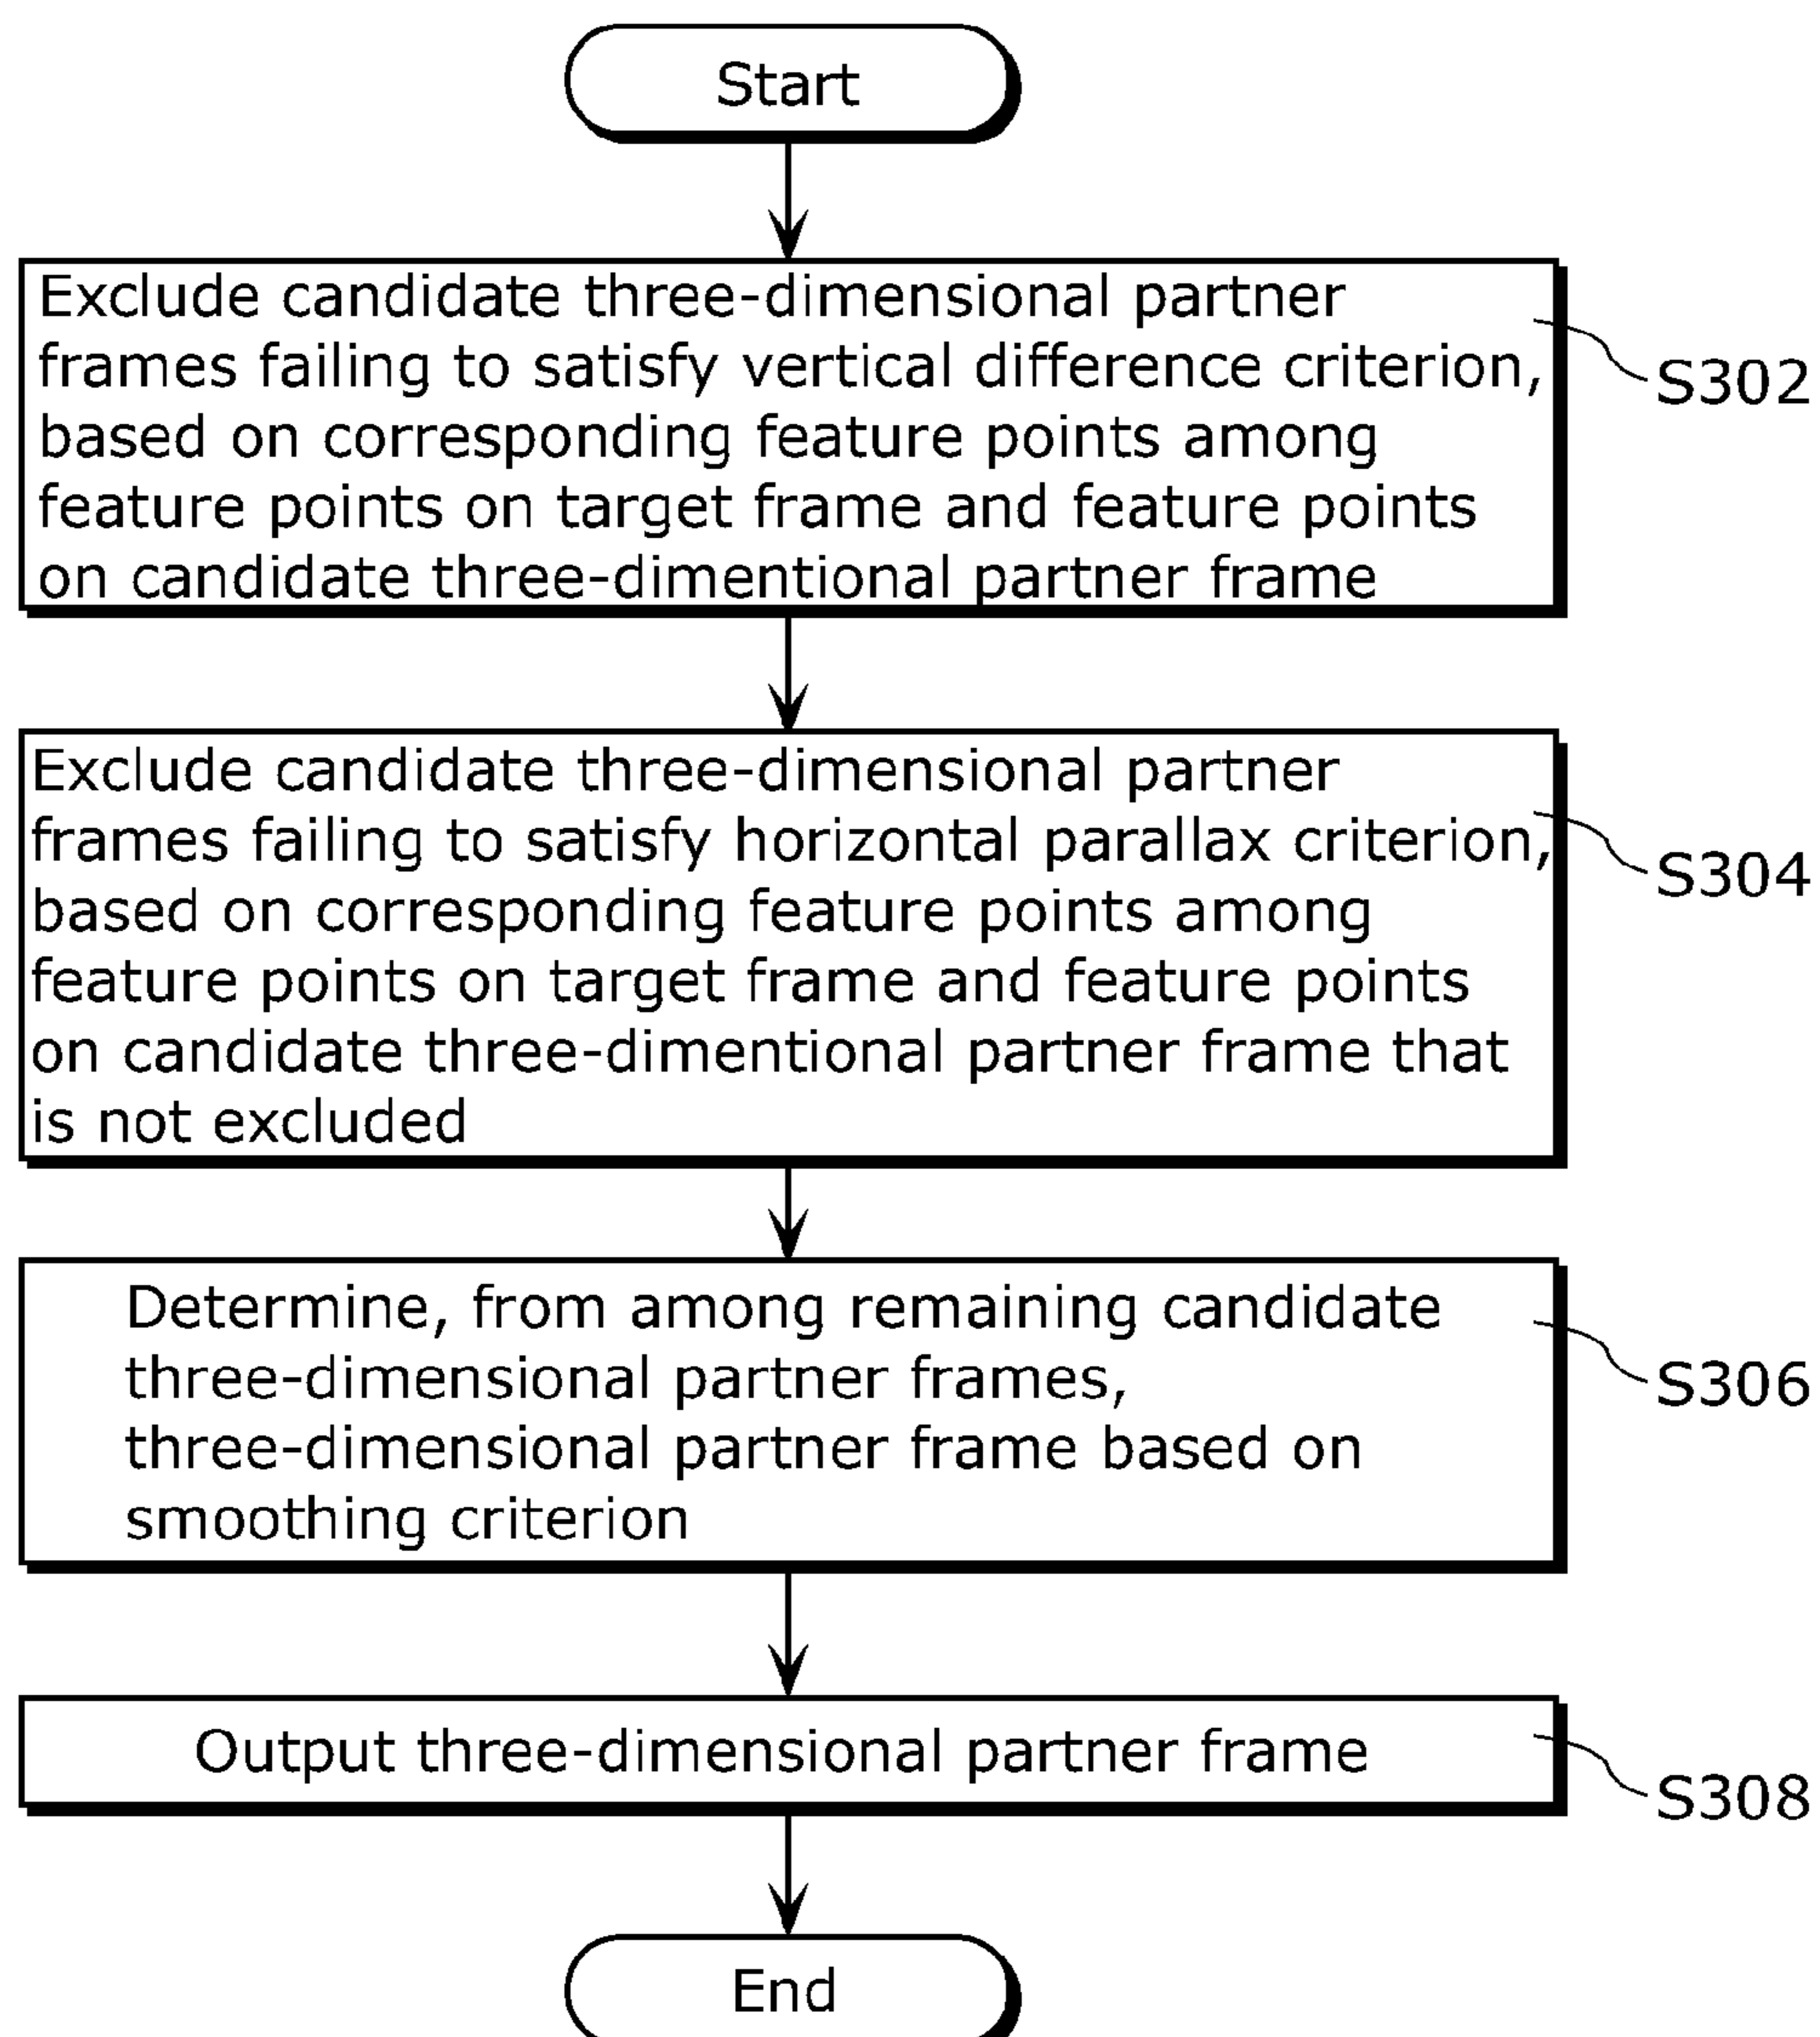 Start
Exclude candidate three-dimensional partner
frames failing to satisfy vertical difference criterion,
based on corresponding feature points among
feature points on target frame and feature points
on candidate three-dimentional partner frame
S302
Exclude candidate three-dimensional partner
frames failing to satisfy horizontal parallax criterion,
based on corresponding feature points among
feature points on target frame and feature points
on candidate three-dimentional partner frame that
is not excluded
S304
Determine, from among remaining candidate
three-dimensional partner frames,
three-dimensional partner frame based on
smoothing criterion
S306
Output three-dimensional partner frame
S308
End